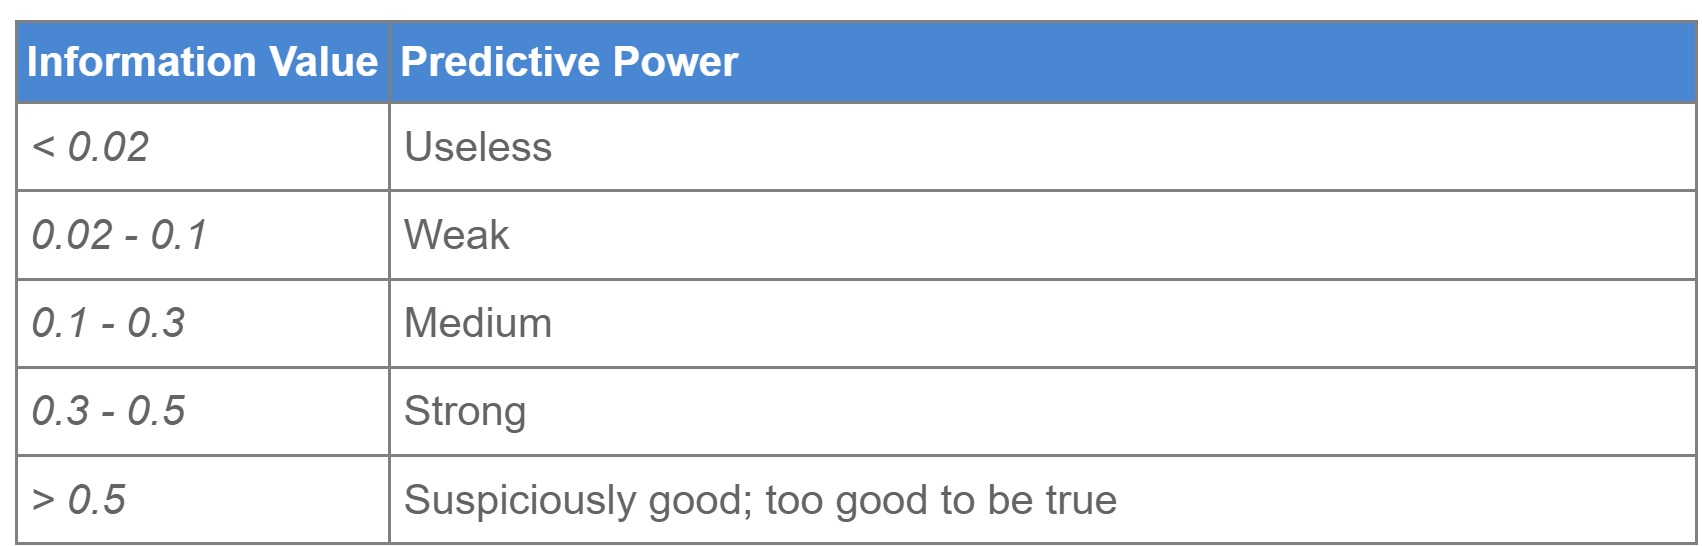 Information Value Predictive Power
< 0.02 Useless
0.02 - 0.1 Weak
0.1 - 0.3 Medium
0.3 - 0.5 Strong
> 0.5 Suspiciously good; too good to be true